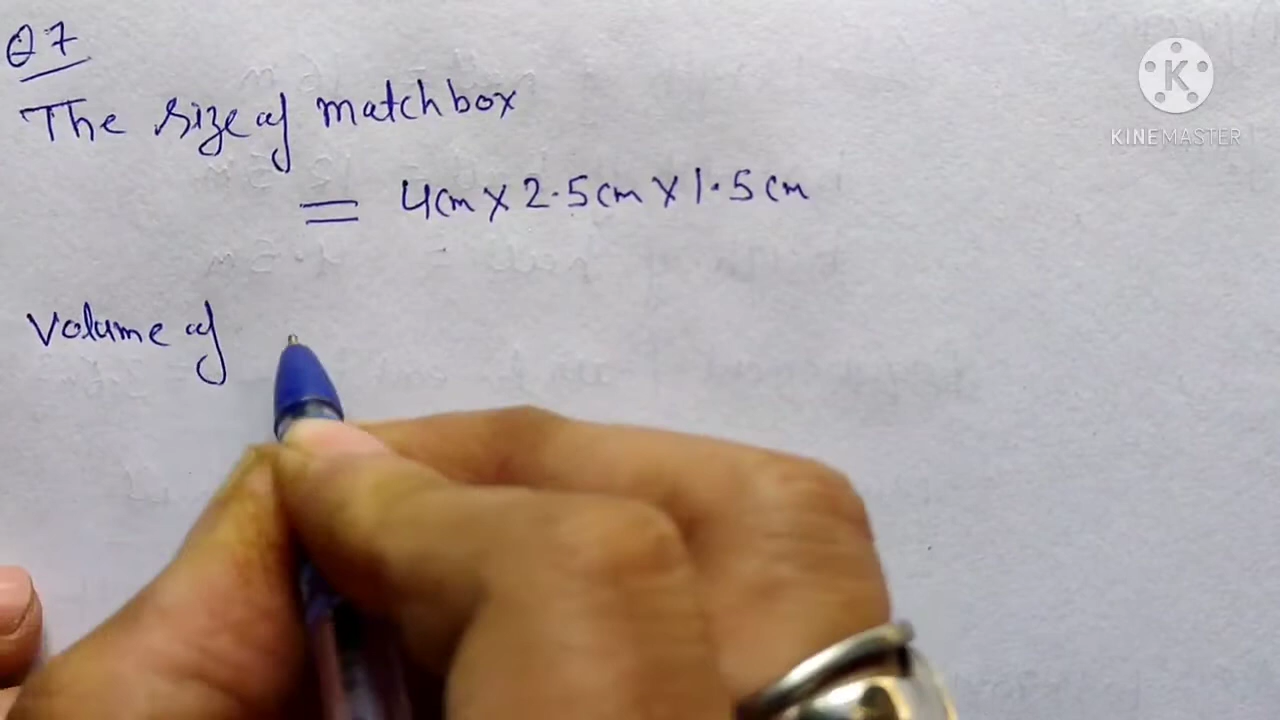 Q7
The size of matchbox
= 4cm x 2.5cm x 1.5cm
Volume of
K
KINEMASTER